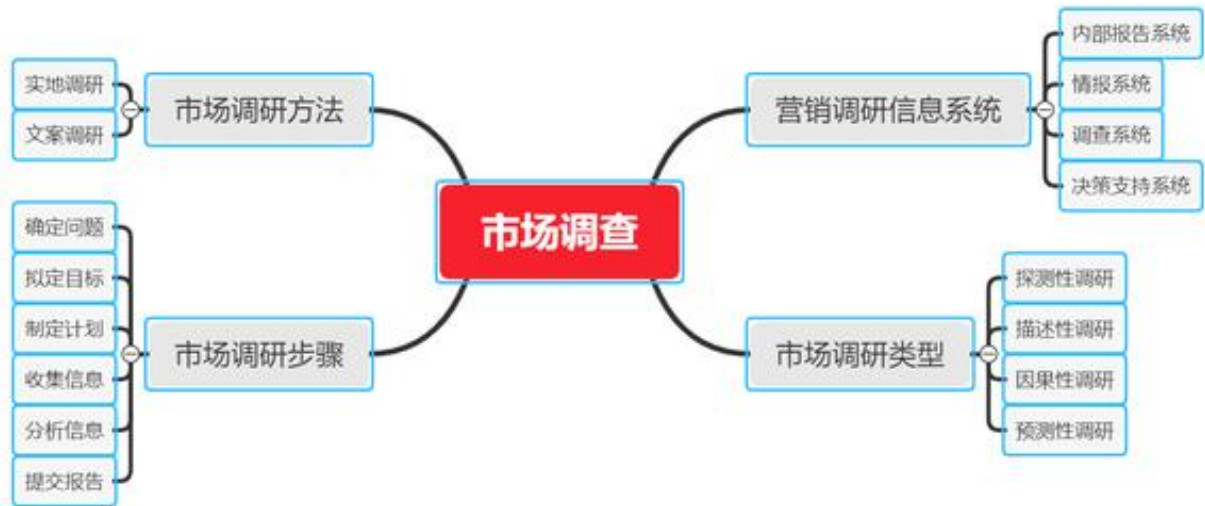 市场调查
营销调研信息系统
内部报告系统
情报系统
调查系统
决策支持系统
市场调研类型
探测性调研
描述性调研
因果性调研
预测性调研
市场调研方法
实地调研
文案调研
市场调研步骤
确定问题
拟定目标
制定计划
收集信息
分析信息
提交报告